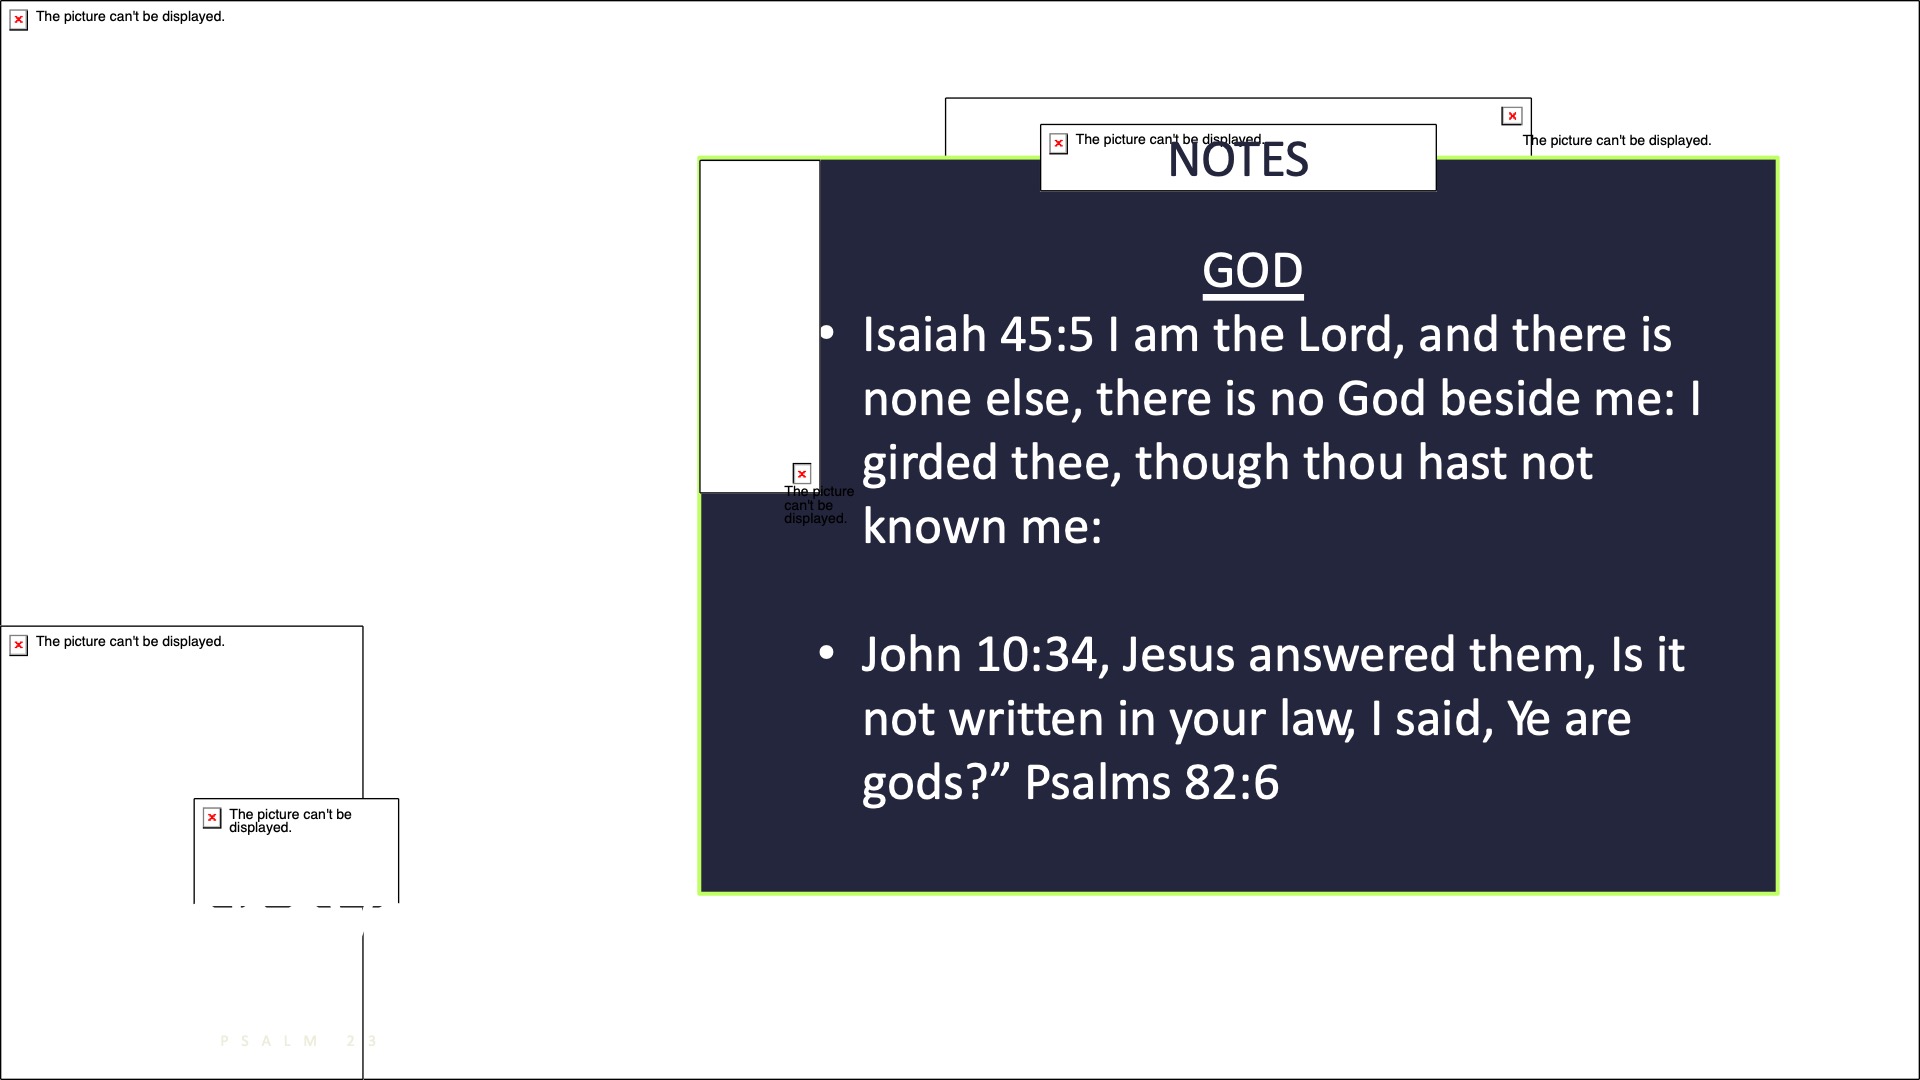 The picture can't be displayed.
The picture can't be displayed.
The picture can't be displayed.
NOTES
GOD
• Isaiah 45:5 I am the Lord, and there is
none else, there is no God beside me: I
girded thee, though thou hast not
known me:
The picture
can't be
displayed.
• John 10:34, Jesus answered them, Is it
not written in your law, I said, Ye are
gods?” Psalms 82:6
The picture can't be displayed.
The picture can't be
displayed.
PSALM 23